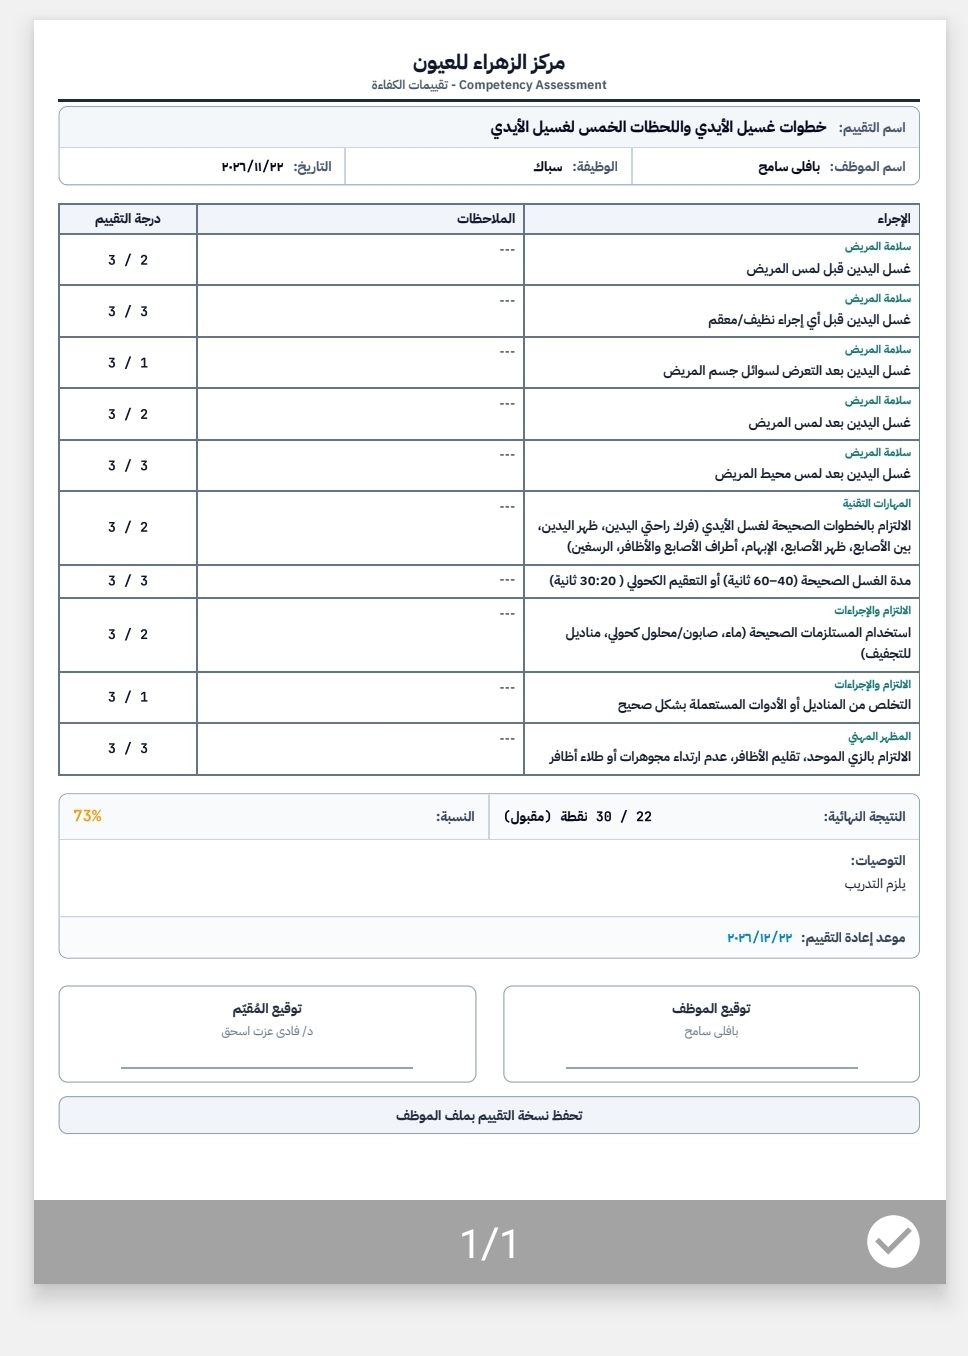 مركز الزهراء للعيون
Competency Assessment - تقييمات الكفاءة
اسم التقييم: خطوات غسيل الأيدي واللحظات الخمس لغسيل الأيدي
اسم الموظف: بافلى سامح الوظيفة: سباك التاريخ: ٢٠٢٦/١١/٢٢
الإجراء الملاحظات درجة التقييم
سلامة المريض
غسل اليدين قبل لمس المريض --- 3 / 2
سلامة المريض
غسل اليدين قبل أي إجراء نظيف/معقم --- 3 / 3
سلامة المريض
غسل اليدين بعد التعرض لسوائل جسم المريض --- 3 / 1
سلامة المريض
غسل اليدين بعد لمس المريض --- 3 / 2
سلامة المريض
غسل اليدين بعد لمس محيط المريض --- 3 / 3
المهارات التقنية
الالتزام بالخطوات الصحيحة لغسل الأيدي (فرك راحتي اليدين، ظهر اليدين،
بين الأصابع، ظهر الأصابع، الإبهام، أطراف الأصابع والأظافر، الرسغين) --- 3 / 2
مدة الغسل الصحيحة (40–60 ثانية) أو التعقيم الكحولي ( 30:20 ثانية) --- 3 / 3
الالتزام والإجراءات
استخدام المستلزمات الصحيحة (ماء، صابون/محلول كحولي، مناديل
للتجفيف) --- 3 / 2
الالتزام والإجراءات
التخلص من المناديل أو الأدوات المستعملة بشكل صحيح --- 3 / 1
المظهر المهني
الالتزام بالزي الموحد، تقليم الأظافر، عدم ارتداء مجوهرات أو طلاء أظافر --- 3 / 3
النتيجة النهائية: 22 / 30 نقطة (مقبول) النسبة: 73%
التوصيات:
يلزم التدريب
موعد إعادة التقييم: ٢٠٢٦/١٢/٢٢
توقيع الموظف
بافلى سامح
توقيع المُقيّم
د/ فادى عزت اسحق
تحفظ نسخة التقييم بملف الموظف
1/1